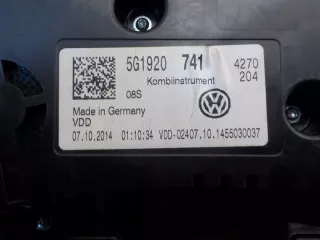 5G1920 741 4270
Kombiinstrument 204
08S
Made in Germany
VDD
07.10.2014 01:10:34 VDD-02407.10.1455030037